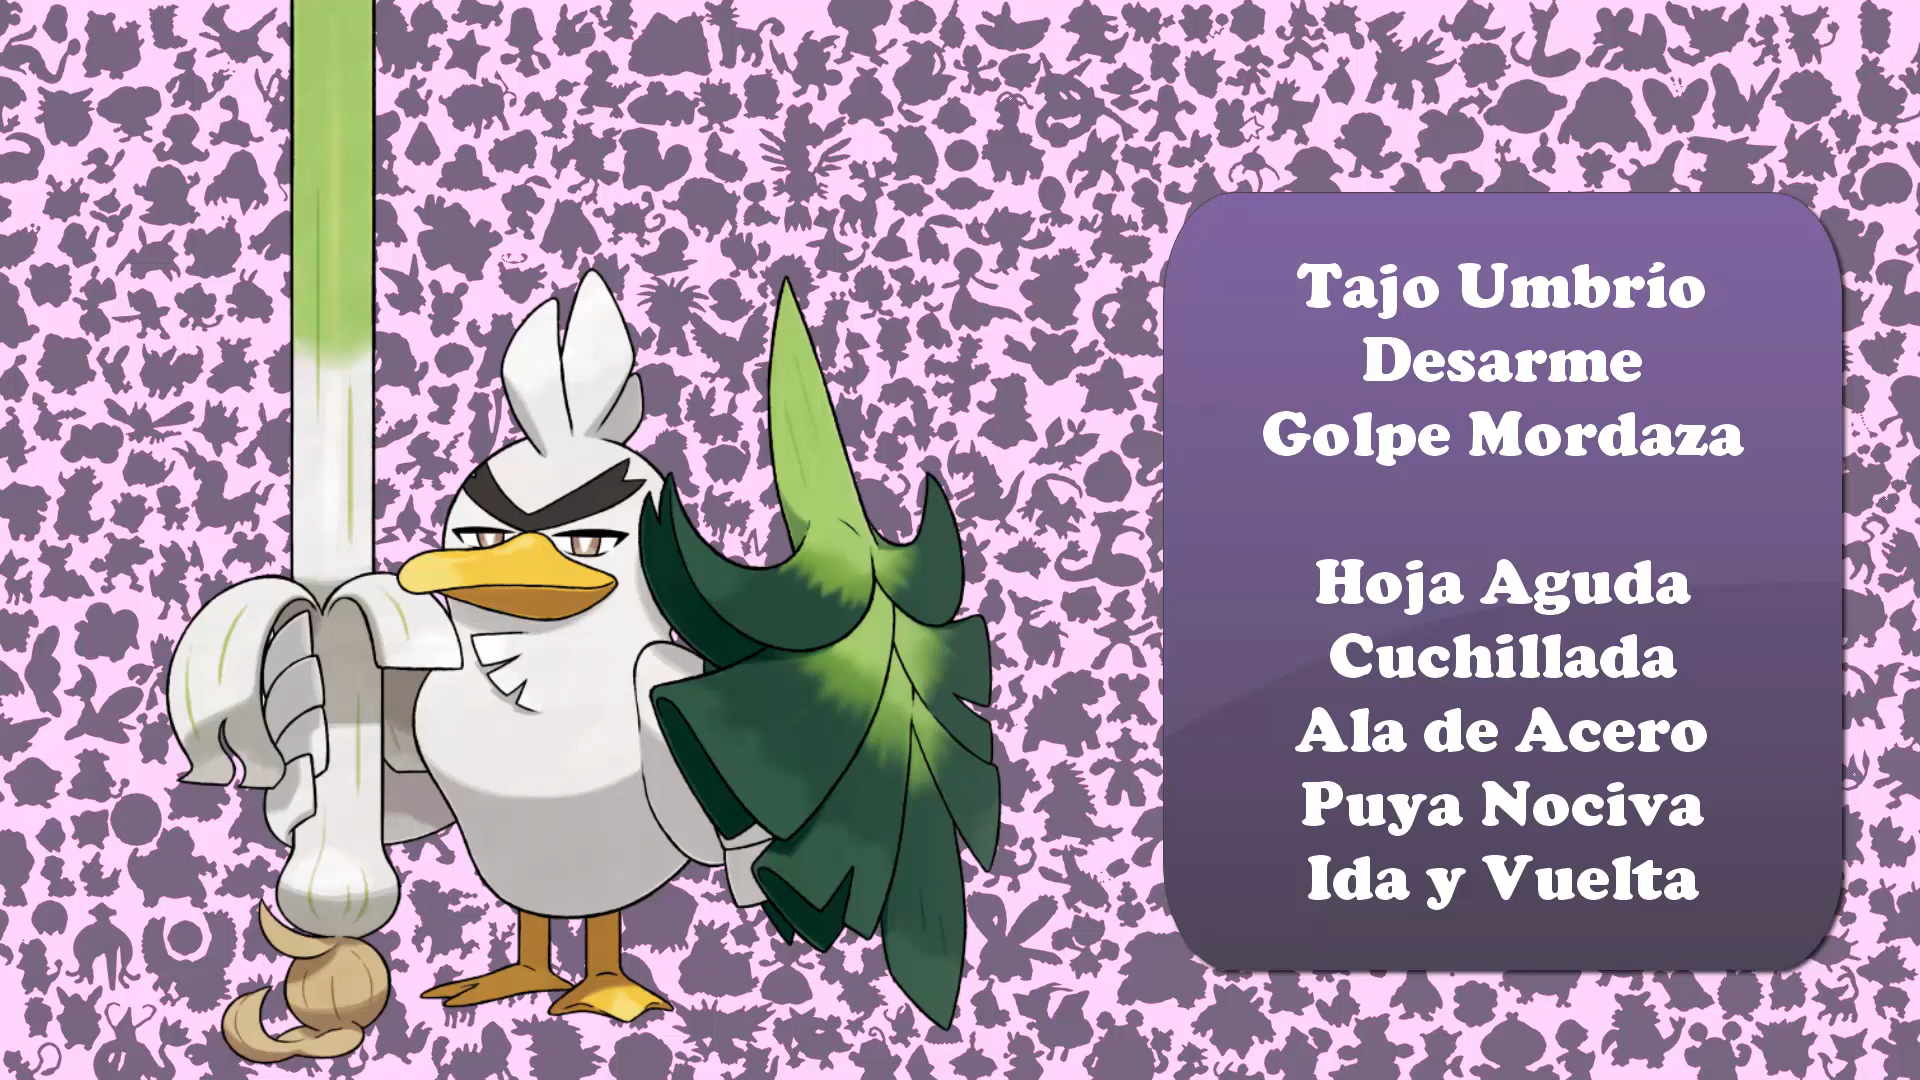 Tajo Umbrío
Desarme
Golpe Mordaza
Hoja Aguda
Cuchillada
Ala de Acero
Puya Nociva
Ida y Vuelta